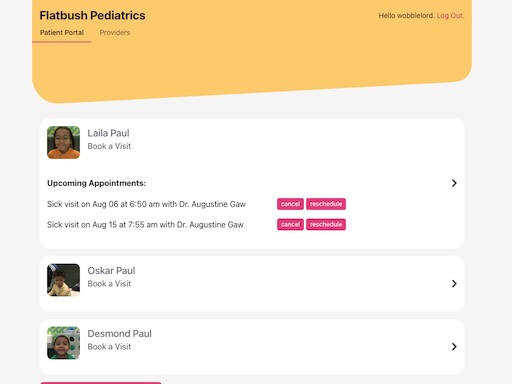 Flatbush Pediatrics
Hello wobblelord. Log Out.
Patient Portal Providers
Laila Paul
Book a Visit
Upcoming Appointments:
Sick visit on Aug 06 at 6:50 am with Dr. Augustine Gaw cancel reschedule
Sick visit on Aug 15 at 7:55 am with Dr. Augustine Gaw cancel reschedule
Oskar Paul
Book a Visit
Desmond Paul
Book a Visit